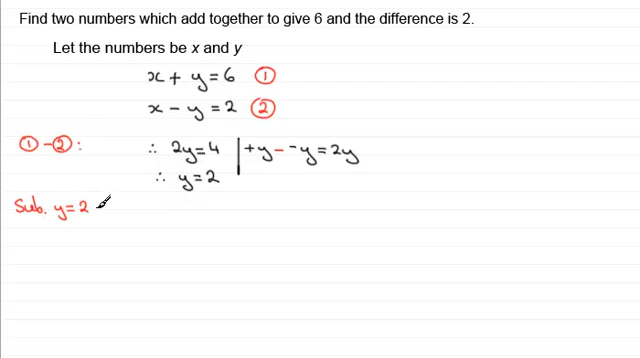 Find two numbers which add together to give 6 and the difference is 2.
Let the numbers be x and y
x + y = 6 ①
x - y = 2 ②
① - ②: ∴ 2y = 4 | +y - -y = 2y
∴ y = 2
Sub. y = 2